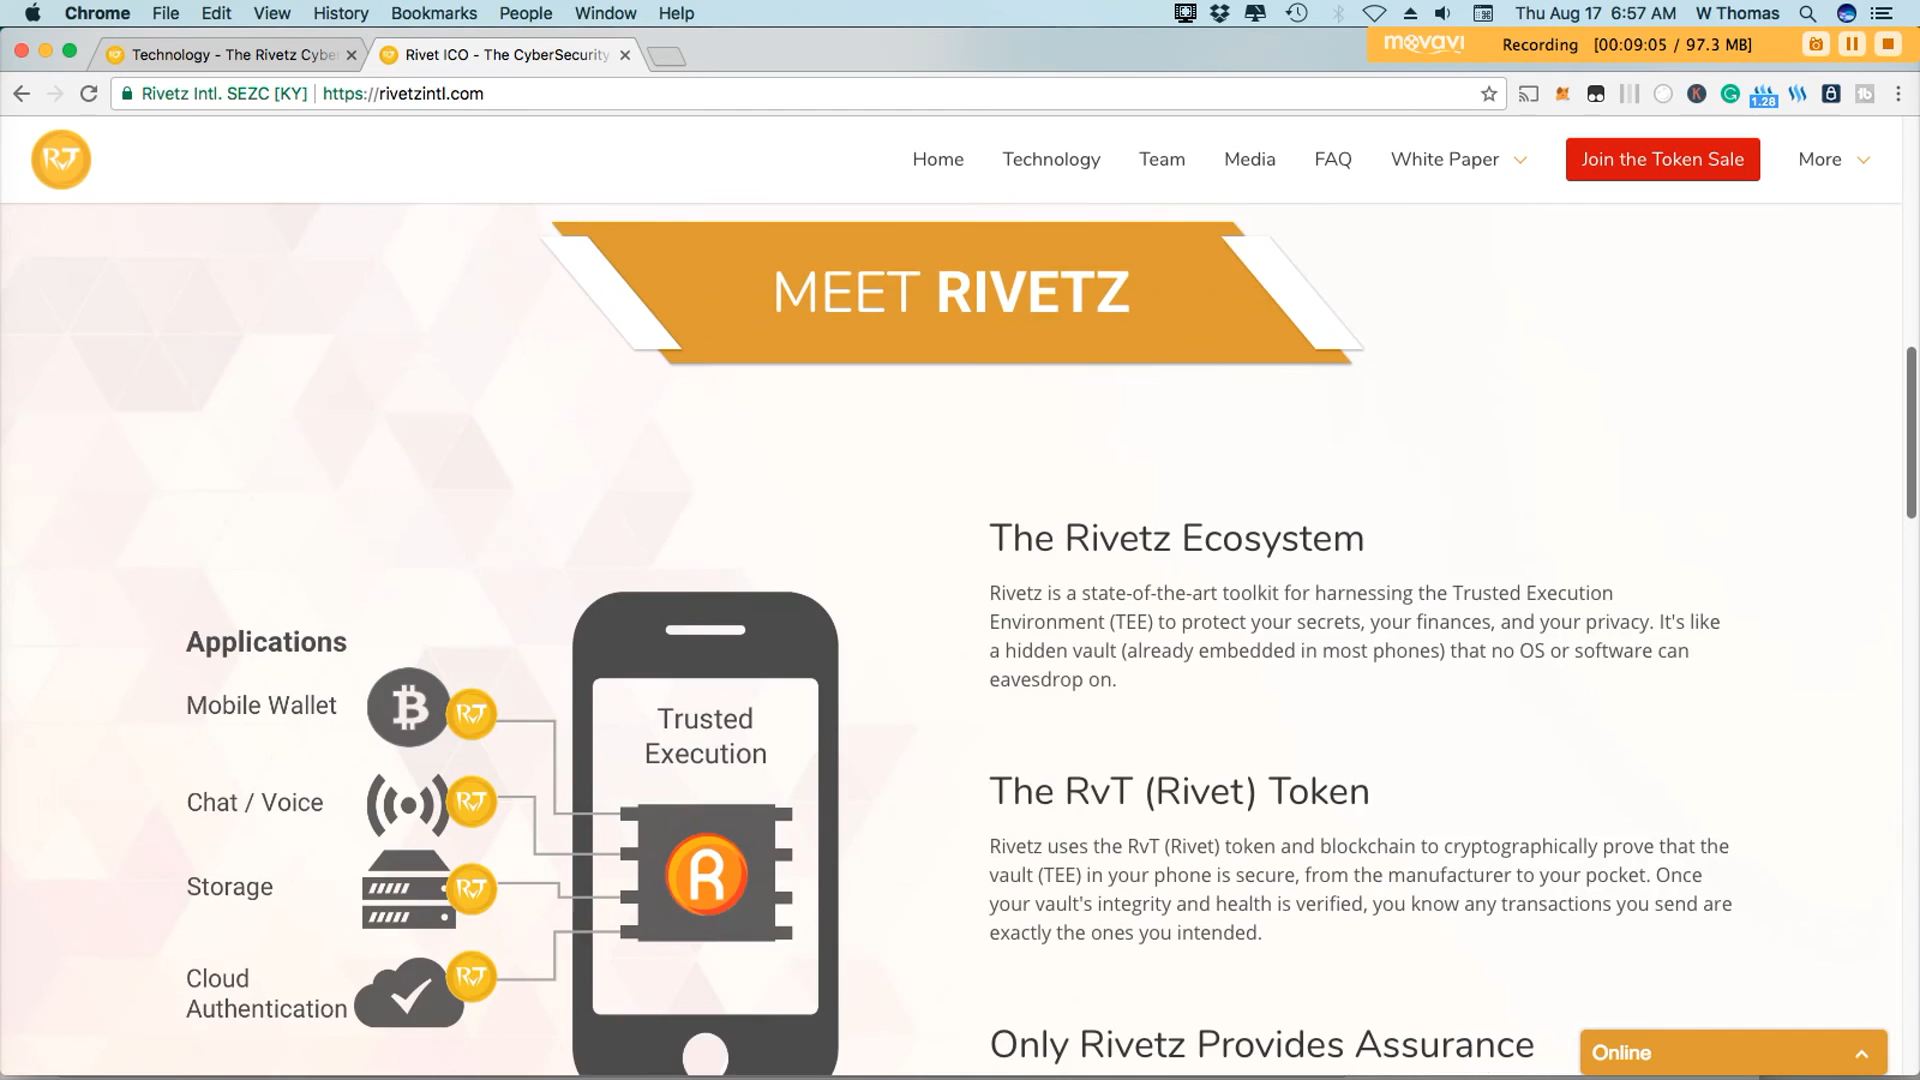 Chrome File Edit View History Bookmarks People Window Help Thu Aug 17 6:57 AM W Thomas
Technology - The Rivetz Cyber Rivet ICO - The CyberSecurity movavi Recording [00:09:05 / 97.3 MB]
Rivetz Intl. SEZC [KY] https://rivetzintl.com 1.28
RvT Home Technology Team Media FAQ White Paper Join the Token Sale More
MEET RIVETZ
The Rivetz Ecosystem
Rivetz is a state-of-the-art toolkit for harnessing the Trusted Execution
Environment (TEE) to protect your secrets, your finances, and your privacy. It's like
a hidden vault (already embedded in most phones) that no OS or software can
eavesdrop on.
Applications
Mobile Wallet
Chat / Voice
Storage
Cloud
Authentication
Trusted
Execution
R
The RvT (Rivet) Token
Rivetz uses the RvT (Rivet) token and blockchain to cryptographically prove that the
vault (TEE) in your phone is secure, from the manufacturer to your pocket. Once
your vault's integrity and health is verified, you know any transactions you send are
exactly the ones you intended.
Only Rivetz Provides Assurance
Online